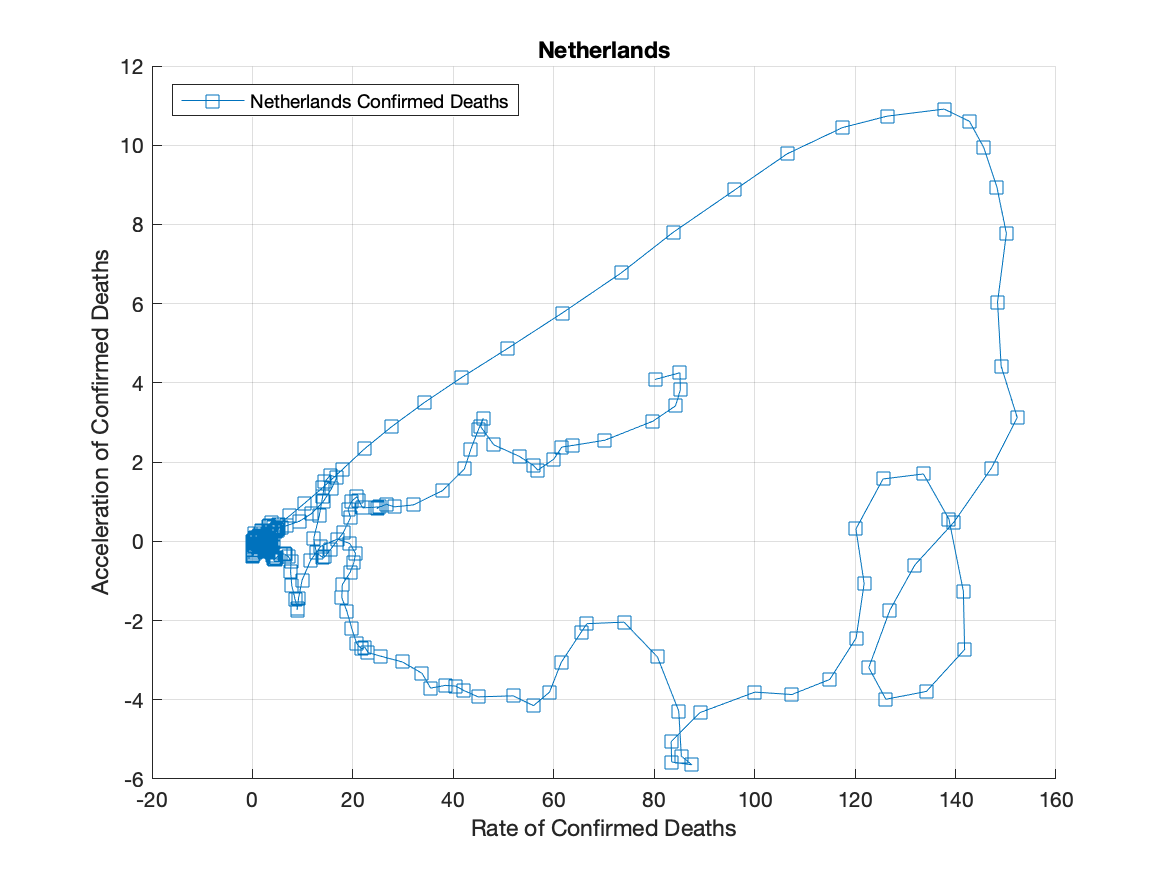 Netherlands
12
Netherlands Confirmed Deaths
10
8
6
4
2
0
-2
-4
-6
Acceleration of Confirmed Deaths
-20 0 20 40 60 80 100 120 140 160
Rate of Confirmed Deaths